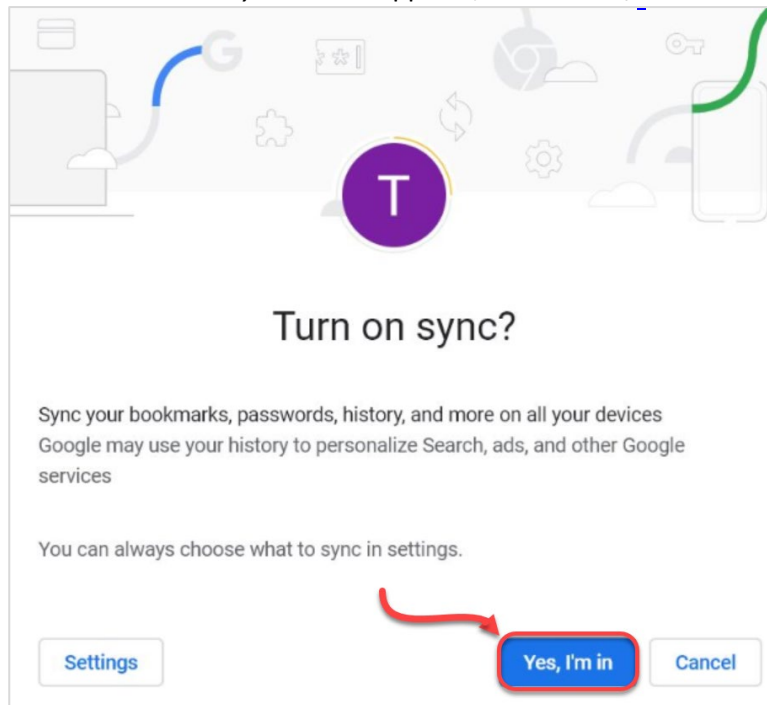 T
Turn on sync?
Sync your bookmarks, passwords, history, and more on all your devices
Google may use your history to personalize Search, ads, and other Google
services
You can always choose what to sync in settings.
Settings
Yes, I'm in
Cancel